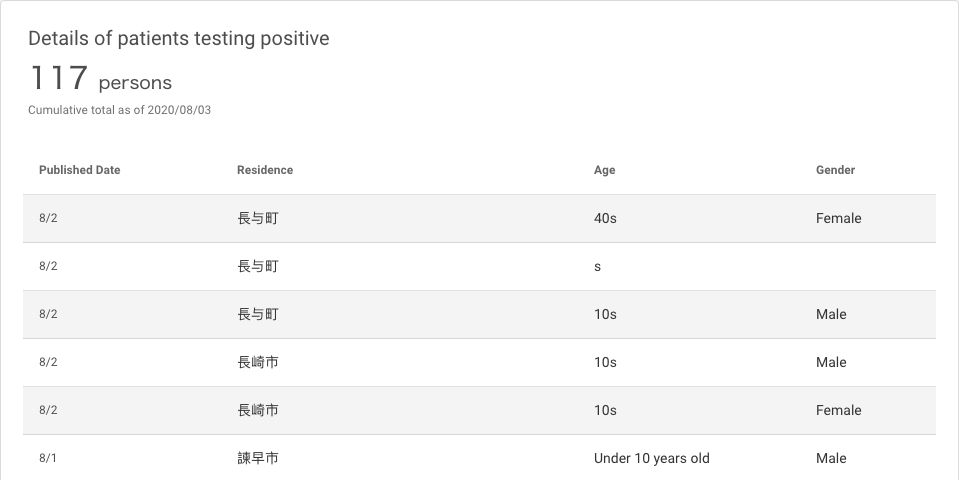 Details of patients testing positive
117 persons
Cumulative total as of 2020/08/03
Published Date Residence Age Gender
8/2 長与町 40s Female
8/2 長与町 s
8/2 長与町 10s Male
8/2 長崎市 10s Male
8/2 長崎市 10s Female
8/1 諫早市 Under 10 years old Male